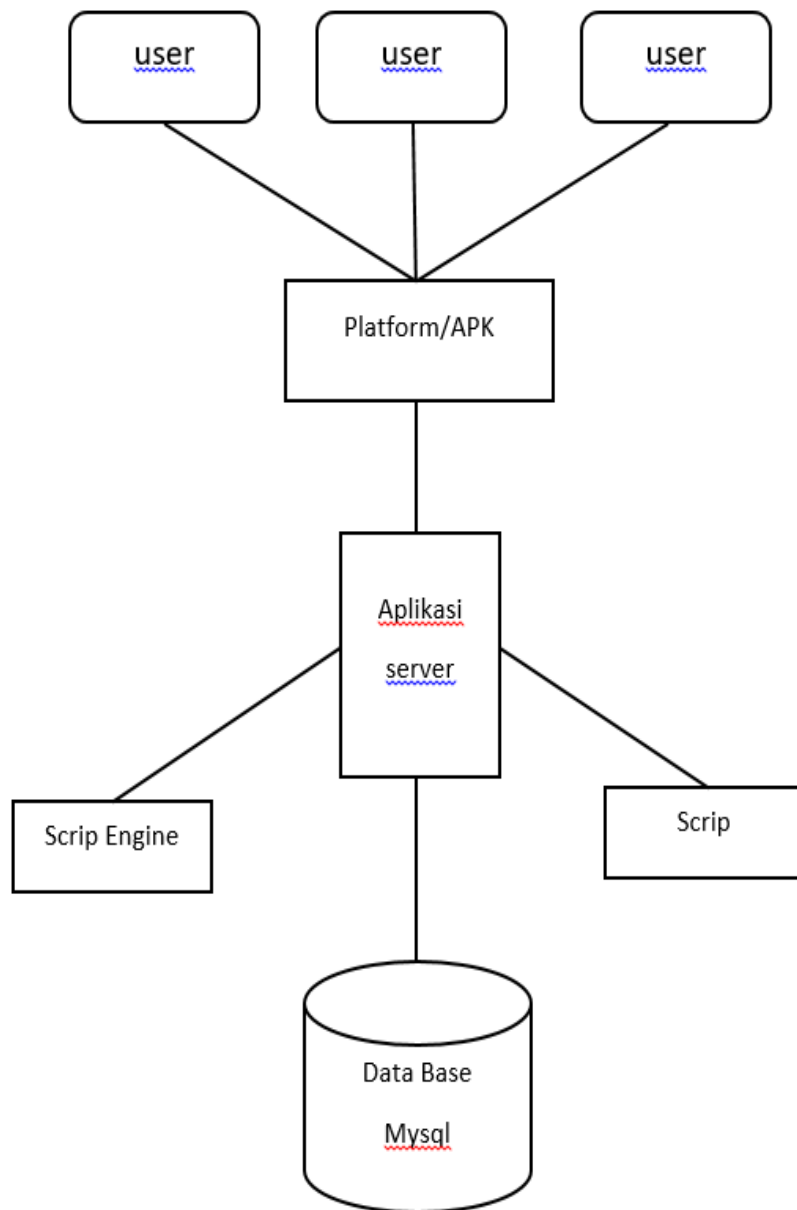 user
user
user
Platform/APK
Aplikasi
server
Scrip Engine
Scrip
Data Base
Mysql